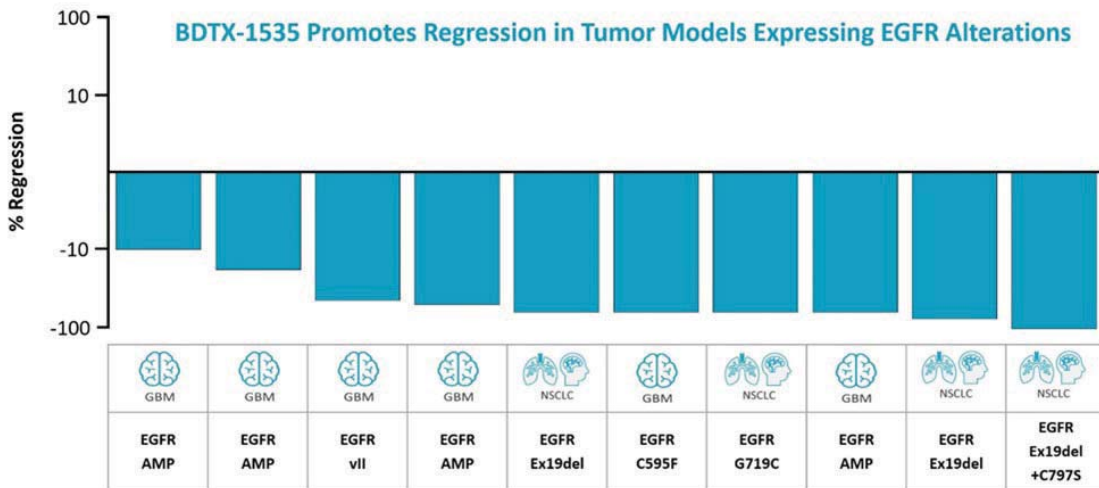 BDTX-1535 Promotes Regression in Tumor Models Expressing EGFR Alterations
% Regression
100
10
-10
-100
GBM GBM GBM GBM NSCLC GBM NSCLC GBM NSCLC NSCLC
EGFR AMP
EGFR AMP
EGFR vII
EGFR AMP
EGFR Ex19del
EGFR C595F
EGFR G719C
EGFR AMP
EGFR Ex19del
EGFR Ex19del +C797S